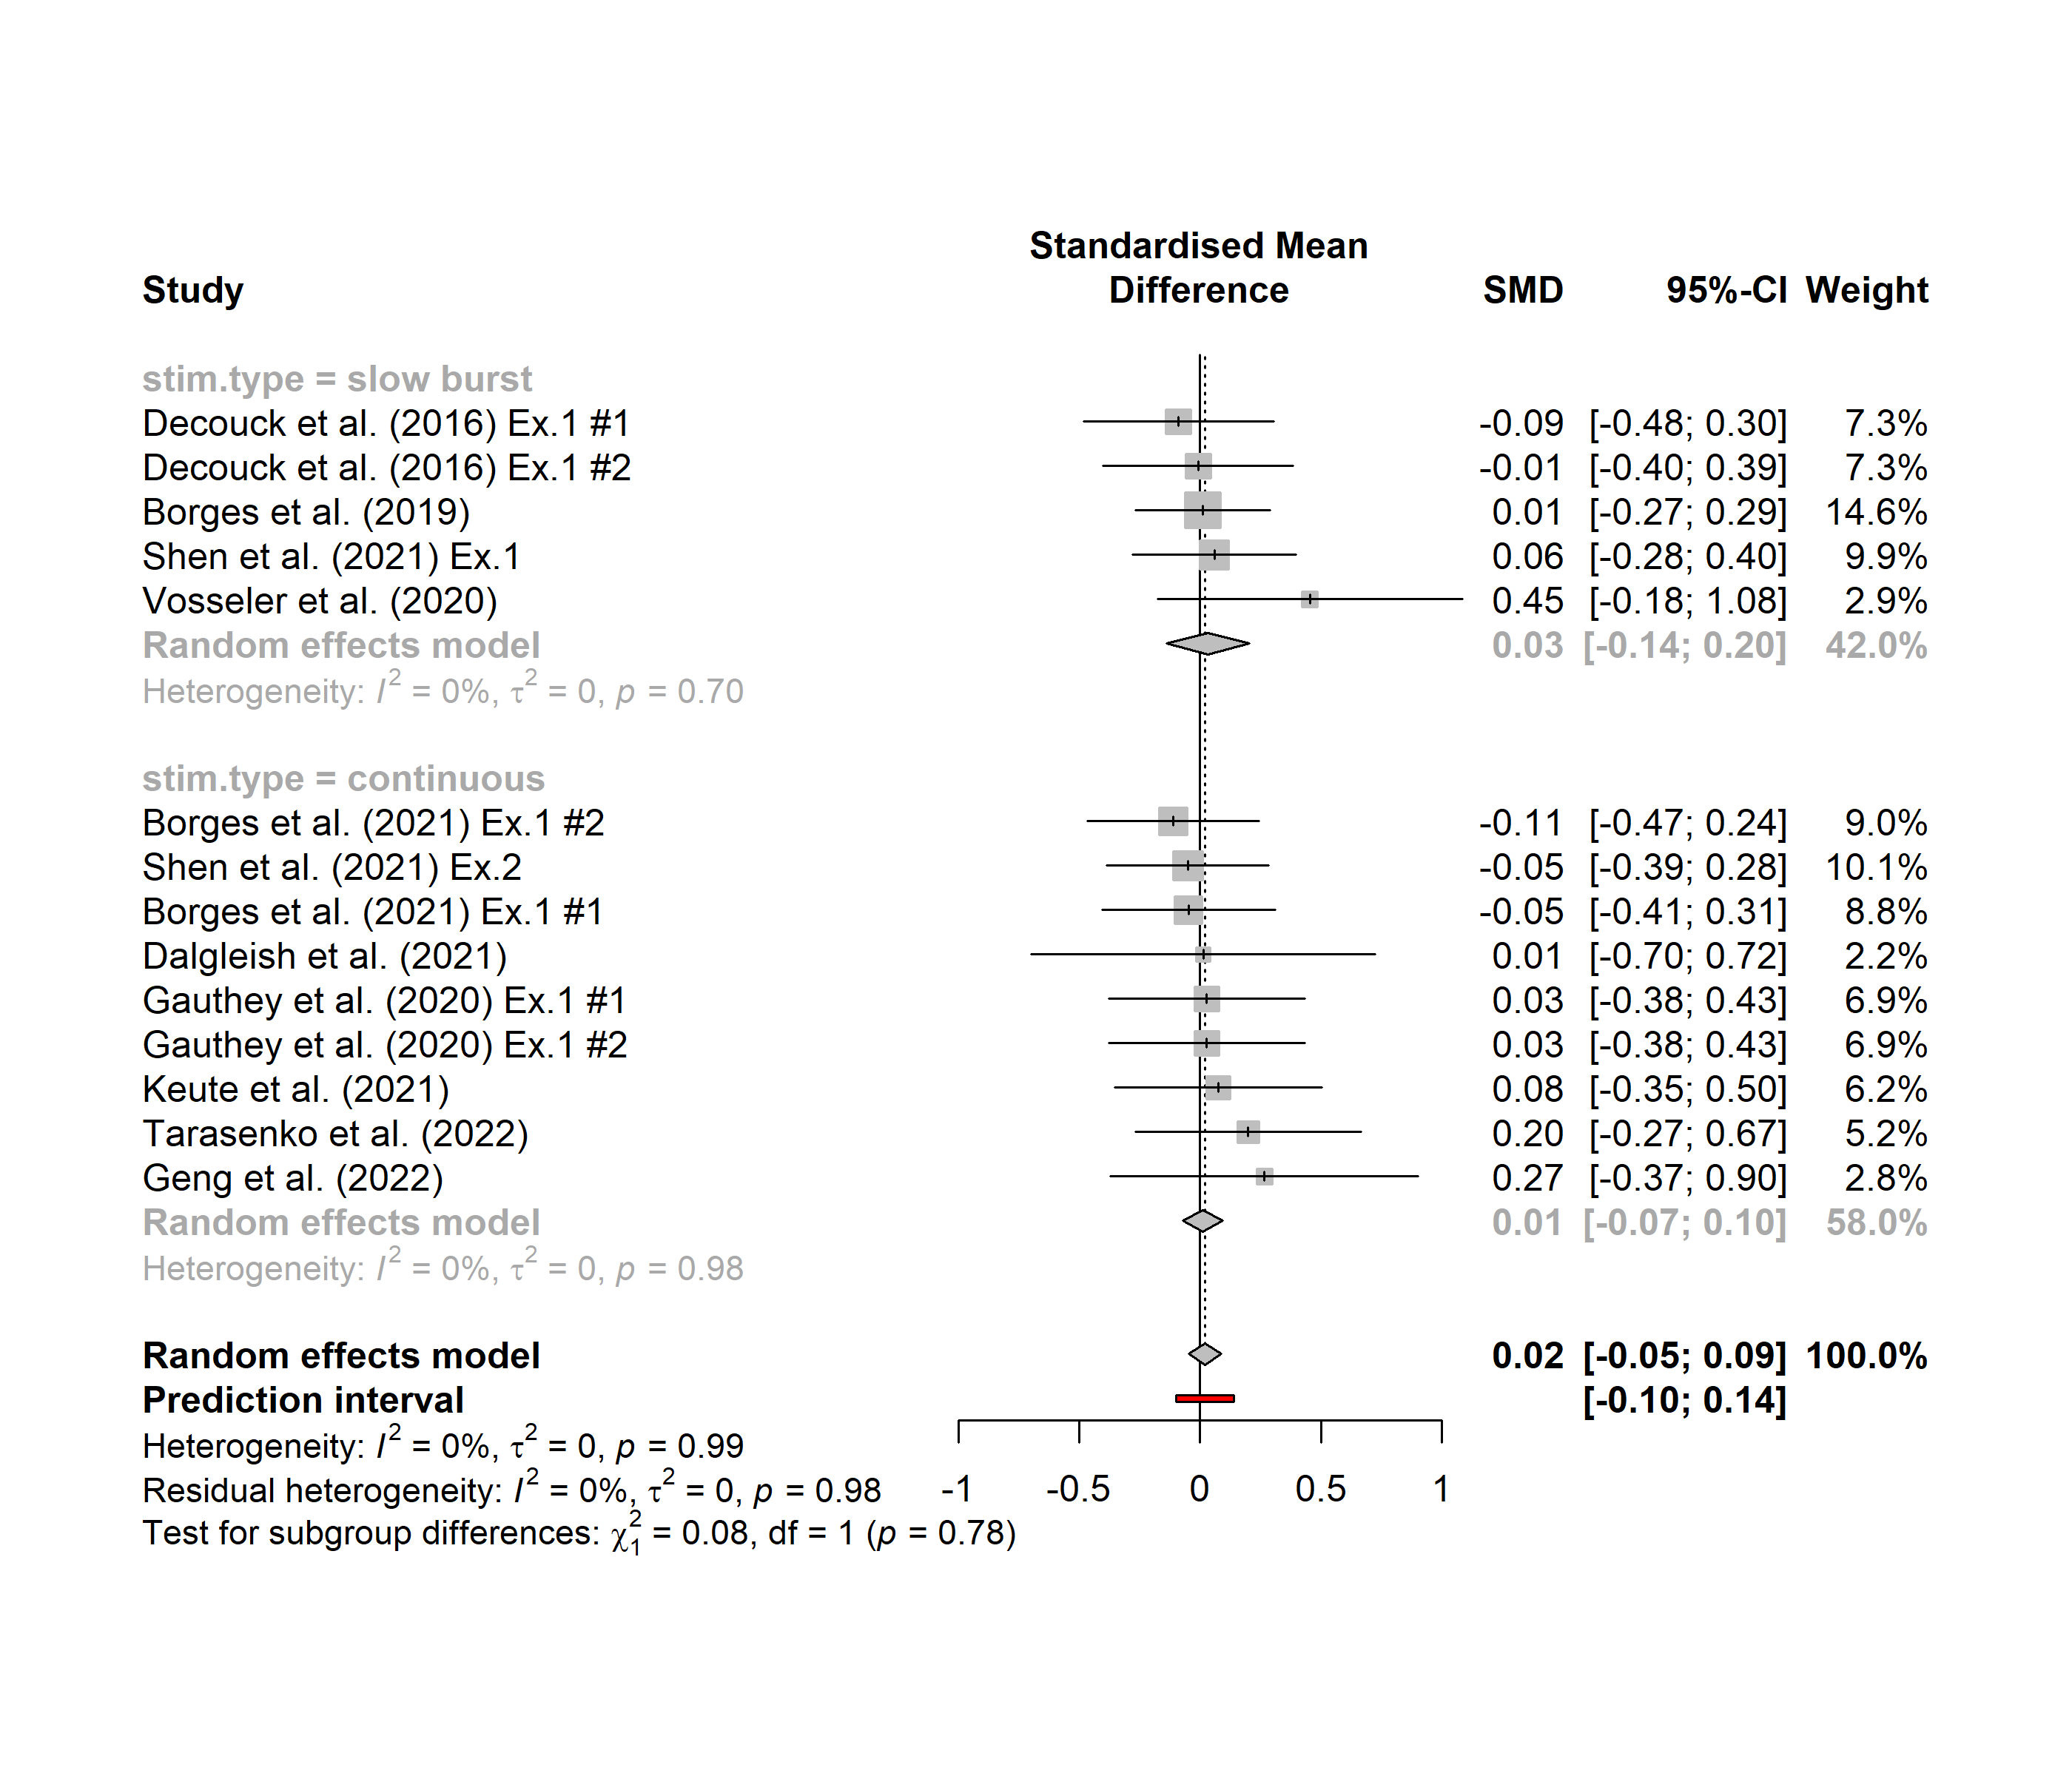 Standardised Mean
Study Difference SMD 95%-CI Weight
stim.type = slow burst
Decouck et al. (2016) Ex.1 #1 -0.09 [-0.48; 0.30] 7.3%
Decouck et al. (2016) Ex.1 #2 -0.01 [-0.40; 0.39] 7.3%
Borges et al. (2019) 0.01 [-0.27; 0.29] 14.6%
Shen et al. (2021) Ex.1 0.06 [-0.28; 0.40] 9.9%
Vosseler et al. (2020) 0.45 [-0.18; 1.08] 2.9%
Random effects model 0.03 [-0.14; 0.20] 42.0%
Heterogeneity: I² = 0%, τ² = 0, p = 0.70
stim.type = continuous
Borges et al. (2021) Ex.1 #2 -0.11 [-0.47; 0.24] 9.0%
Shen et al. (2021) Ex.2 -0.05 [-0.39; 0.28] 10.1%
Borges et al. (2021) Ex.1 #1 -0.05 [-0.41; 0.31] 8.8%
Dalgleish et al. (2021) 0.01 [-0.70; 0.72] 2.2%
Gauthey et al. (2020) Ex.1 #1 0.03 [-0.38; 0.43] 6.9%
Gauthey et al. (2020) Ex.1 #2 0.03 [-0.38; 0.43] 6.9%
Keute et al. (2021) 0.08 [-0.35; 0.50] 6.2%
Tarasenko et al. (2022) 0.20 [-0.27; 0.67] 5.2%
Geng et al. (2022) 0.27 [-0.37; 0.90] 2.8%
Random effects model 0.01 [-0.07; 0.10] 58.0%
Heterogeneity: I² = 0%, τ² = 0, p = 0.98
Random effects model 0.02 [-0.05; 0.09] 100.0%
Prediction interval [-0.10; 0.14]
Heterogeneity: I² = 0%, τ² = 0, p = 0.99
Residual heterogeneity: I² = 0%, τ² = 0, p = 0.98 -1 -0.5 0 0.5 1
Test for subgroup differences: χ²₁ = 0.08, df = 1 (p = 0.78)